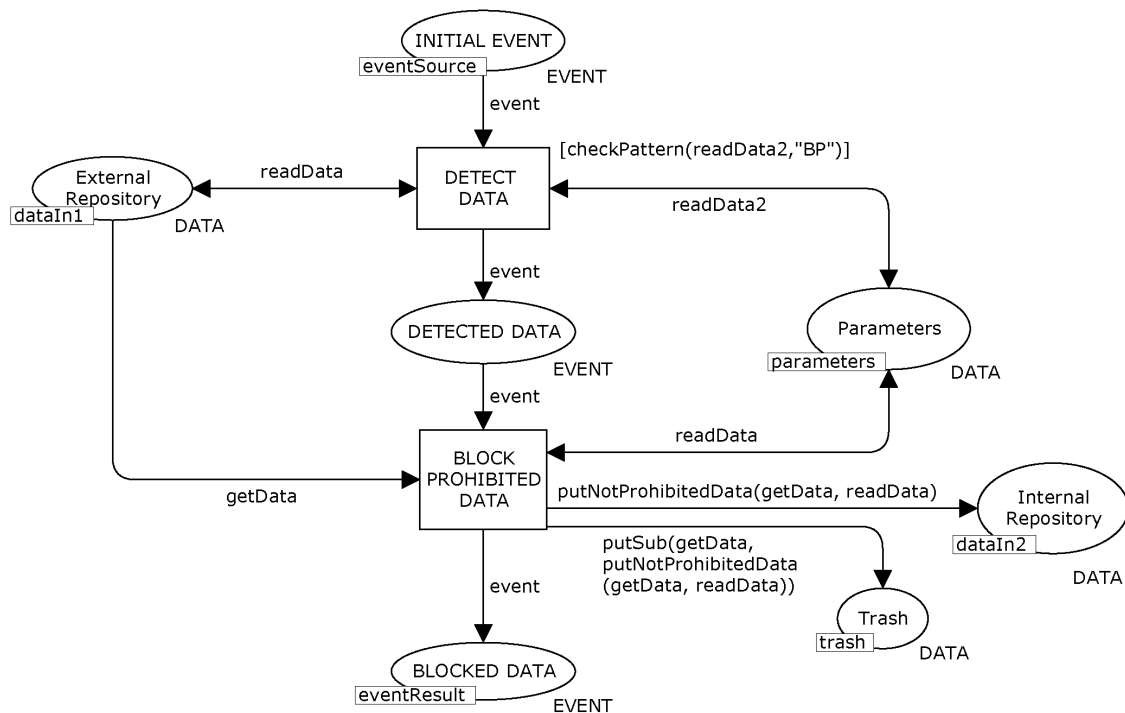 INITIAL EVENT
eventSource
EVENT
event
[checkPattern(readData2,"BP")]
External
Repository
dataIn1
DATA
readData
DETECT
DATA
readData2
event
DETECTED DATA
EVENT
Parameters
parameters
DATA
event
readData
BLOCK
PROHIBITED
DATA
getData
putNotProhibitedData(getData, readData)
Internal
Repository
dataIn2
DATA
putSub(getData,
putNotProhibitedData
(getData, readData))
event
Trash
trash
DATA
BLOCKED DATA
eventResult
EVENT